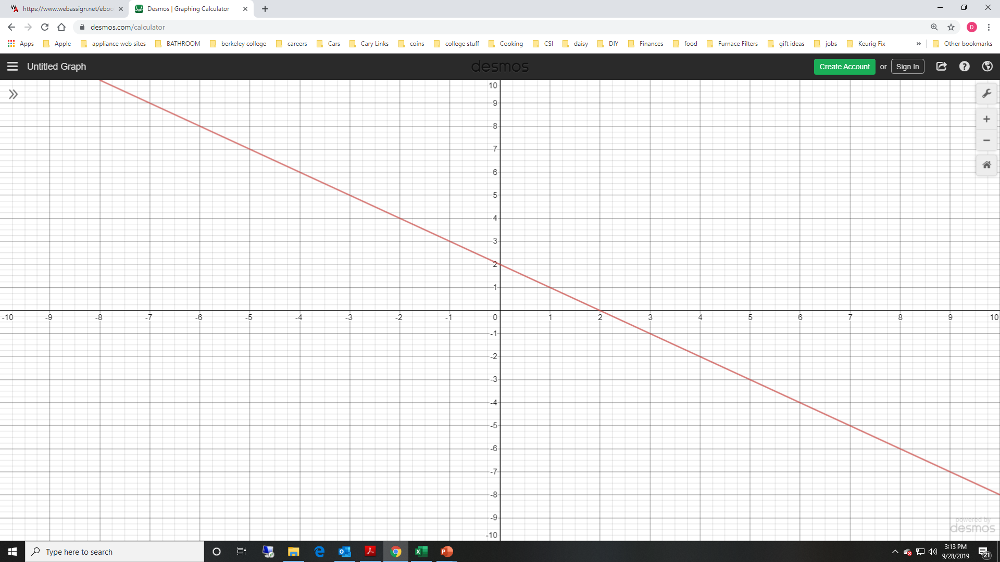 https://www.webassign.net/eboo
Desmos | Graphing Calculator
desmos.com/calculator
D
Apps Apple appliance web sites BATHROOM berkeley college careers Cars Cary Links coins college stuff Cooking CSI daisy DIY Finances food Furnace Filters gift ideas jobs Keurig Fix » Other bookmarks
Untitled Graph
desmos
Create Account or Sign In
10
9
8
7
6
5
4
3
2
1
-10 -9 -8 -7 -6 -5 -4 -3 -2 -1 0 1 2 3 4 5 6 7 8 9 10
-1
-2
-3
-4
-5
-6
-7
-8
-9
-10
powered by
desmos
Type here to search
3:13 PM
9/28/2019
21